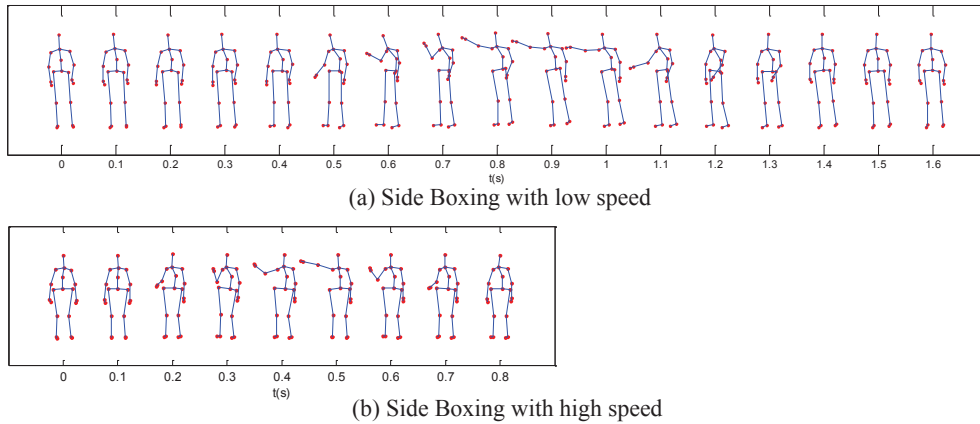 0 0.1 0.2 0.3 0.4 0.5 0.6 0.7 0.8 0.9 1 1.1 1.2 1.3 1.4 1.5 1.6
t(s)
(a) Side Boxing with low speed
0 0.1 0.2 0.3 0.4 0.5 0.6 0.7 0.8
t(s)
(b) Side Boxing with high speed